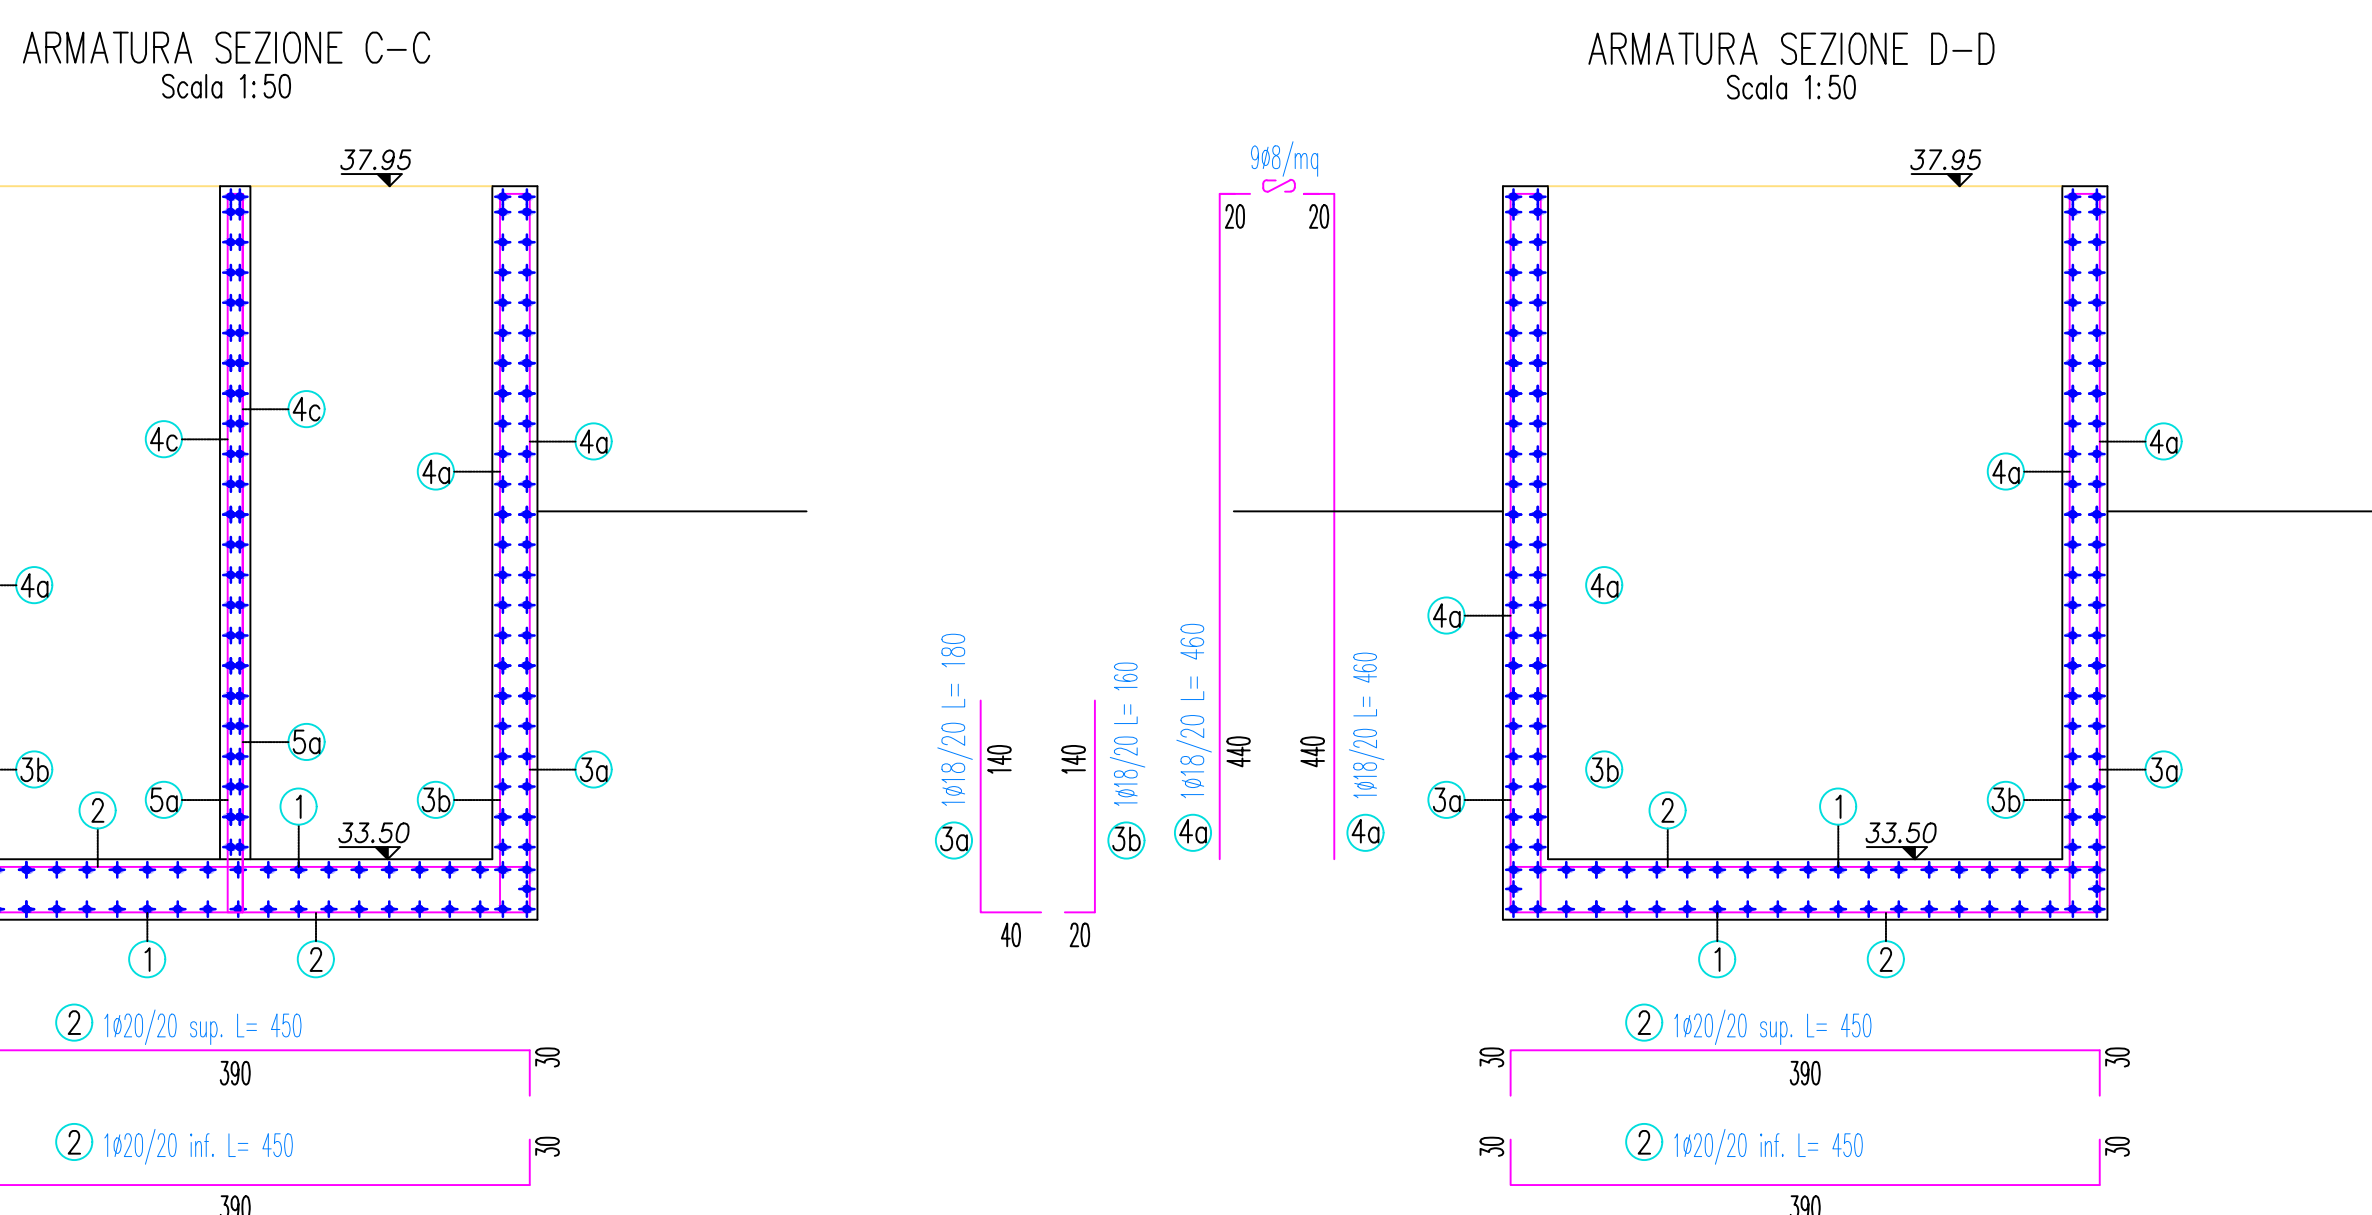 ARMATURA SEZIONE C-C
Scala 1:50
37.95
4c
4c
4a
4a
4a
5a
3b
3a
5a
3b
2
1
33.50
1
2
2 1ø20/20 sup. L= 450
390
30
2 1ø20/20 inf. L= 450
30
390
3a 1ø18/20 L= 180
140
40
140
20
3b 1ø18/20 L= 160
9ø8/mq
20
20
4a 1ø18/20 L= 460
440
440
4a 1ø18/20 L= 460
ARMATURA SEZIONE D-D
Scala 1:50
37.95
4a
4a
4a
4a
3b
3a
3a
3b
2
1
33.50
1
2
2 1ø20/20 sup. L= 450
30
390
30
2 1ø20/20 inf. L= 450
30
30
390